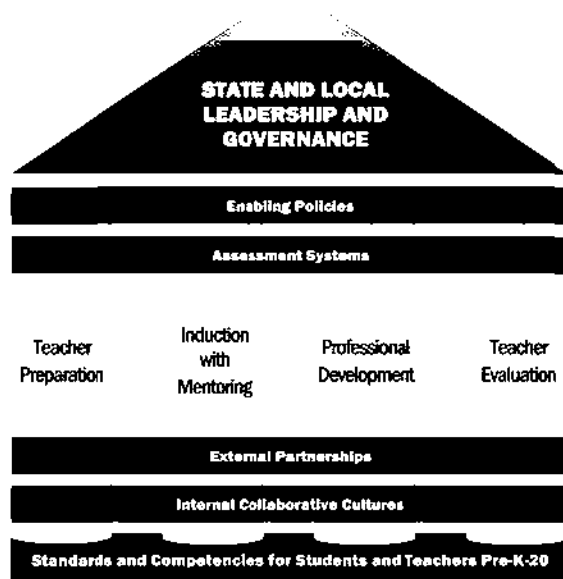 STATE AND LOCAL
LEADERSHIP AND
GOVERNANCE
Enabling Policies
Assessment Systems
Teacher
Preparation
Induction
with
Mentoring
Professional
Development
Teacher
Evaluation
External Partnerships
Internal Collaborative Cultures
Standards and Competencies for Students and Teachers Pre-K-20